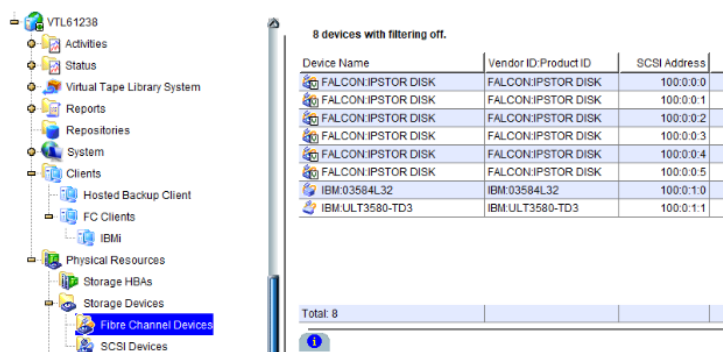 VTL61238
Activities
Status
Virtual Tape Library System
Reports
Repositories
System
Clients
Hosted Backup Client
FC Clients
IBMi
Physical Resources
Storage HBAs
Storage Devices
Fibre Channel Devices
SCSI Devices
8 devices with filtering off.
Device Name Vendor ID:Product ID SCSI Address
FALCON:IPSTOR DISK FALCON:IPSTOR DISK 100:0:0:0
FALCON:IPSTOR DISK FALCON:IPSTOR DISK 100:0:0:1
FALCON:IPSTOR DISK FALCON:IPSTOR DISK 100:0:0:2
FALCON:IPSTOR DISK FALCON:IPSTOR DISK 100:0:0:3
FALCON:IPSTOR DISK FALCON:IPSTOR DISK 100:0:0:4
FALCON:IPSTOR DISK FALCON:IPSTOR DISK 100:0:0:5
IBM:03584L32 IBM:03584L32 100:0:1:0
IBM:ULT3580-TD3 IBM:ULT3580-TD3 100:0:1:1
Total: 8